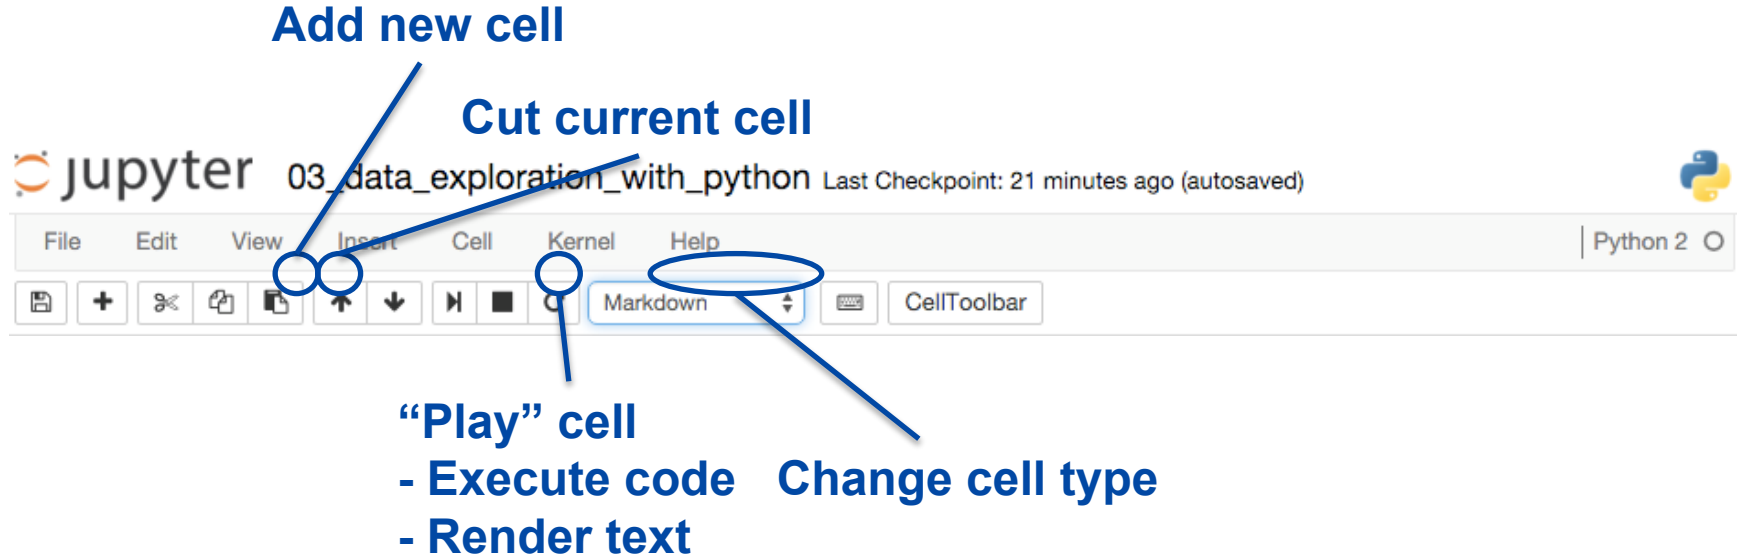 Add new cell
Cut current cell
jupyter 03_data_exploration_with_python Last Checkpoint: 21 minutes ago (autosaved)
File Edit View Insert Cell Kernel Help Python 2
Markdown CellToolbar
“Play” cell
- Execute code Change cell type
- Render text